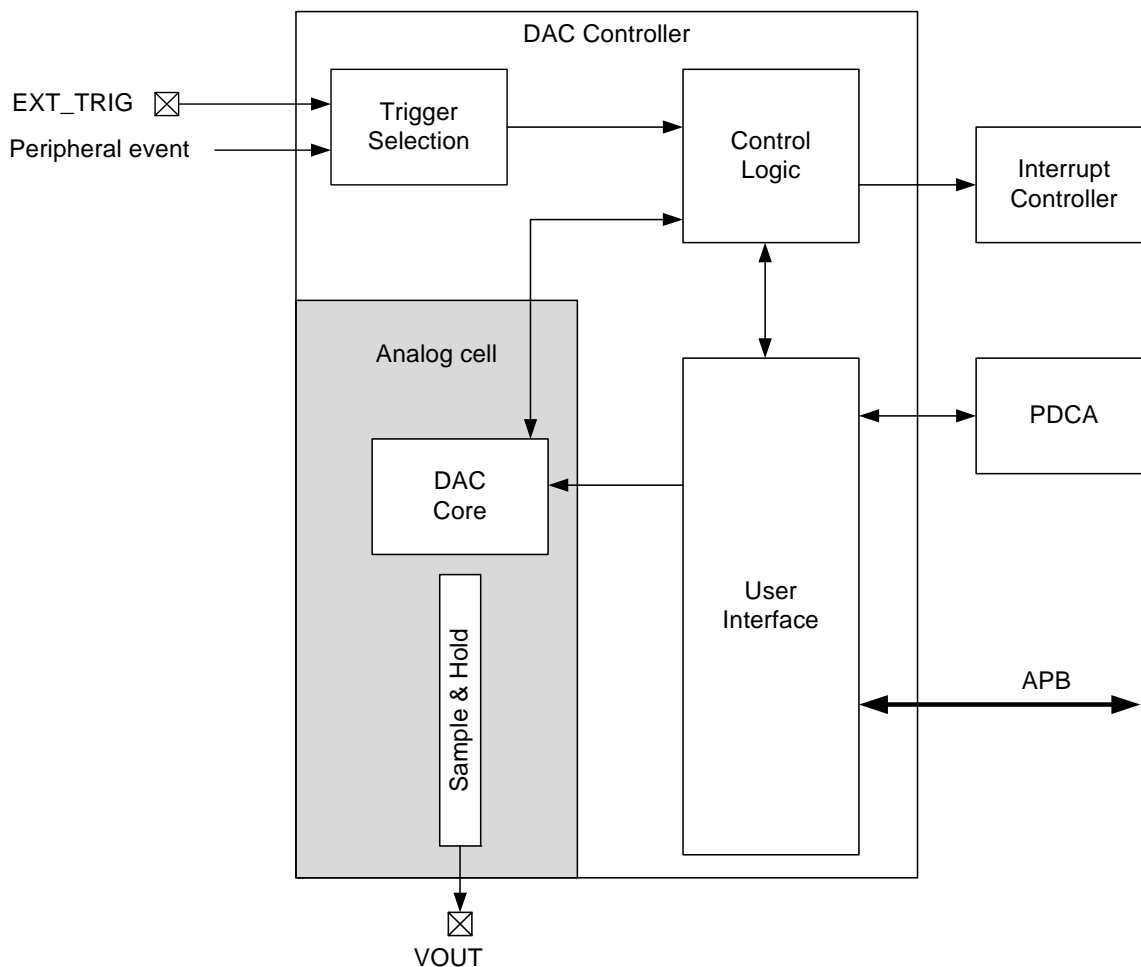 DAC Controller
EXT_TRIG
Peripheral event
Trigger
Selection
Control
Logic
Interrupt
Controller
Analog cell
PDCA
DAC
Core
User
Interface
Sample & Hold
APB
VOUT